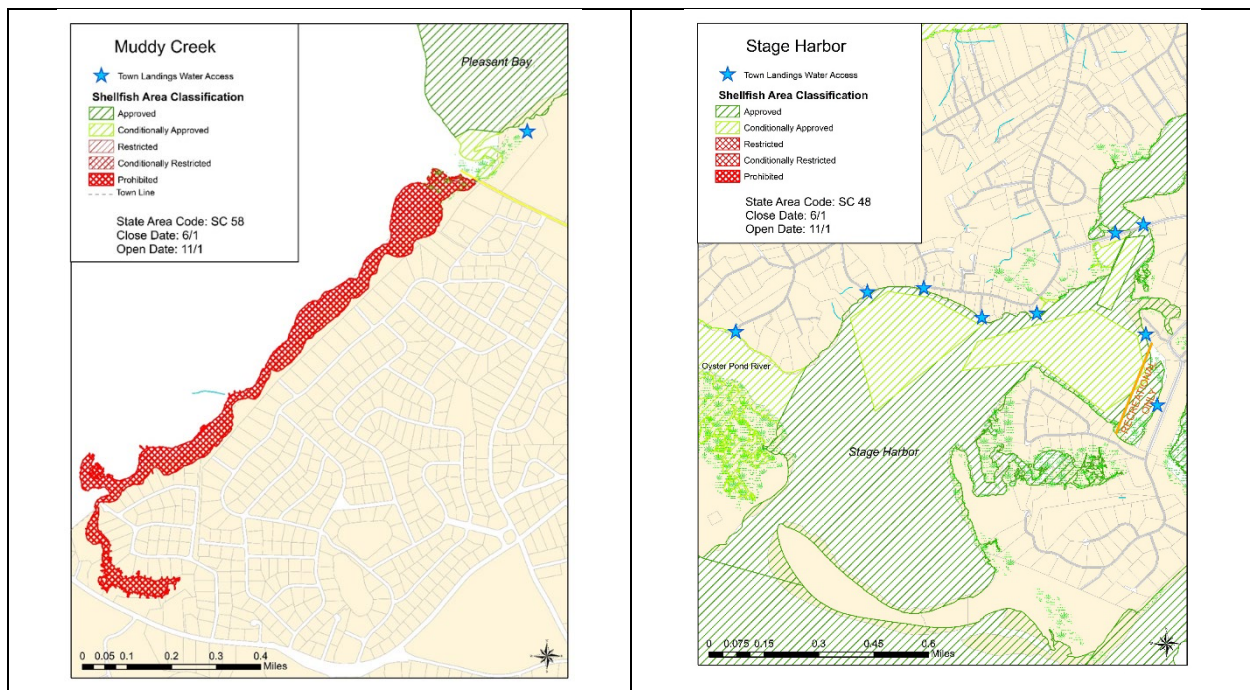 Muddy Creek
Town Landings Water Access
Shellfish Area Classification
Approved
Conditionally Approved
Restricted
Conditionally Restricted
Prohibited
Town Line
State Area Code: SC 58
Close Date: 6/1
Open Date: 11/1
Pleasant Bay
0 0.05 0.1 0.2 0.3 0.4
Miles
Stage Harbor
Town Landings Water Access
Shellfish Area Classification
Approved
Conditionally Approved
Restricted
Conditionally Restricted
Prohibited
State Area Code: SC 48
Close Date: 6/1
Open Date: 11/1
Oyster Pond River
RECREATIONAL
ONLY
Stage Harbor
0 0.075 0.15 0.3 0.45 0.6
Miles